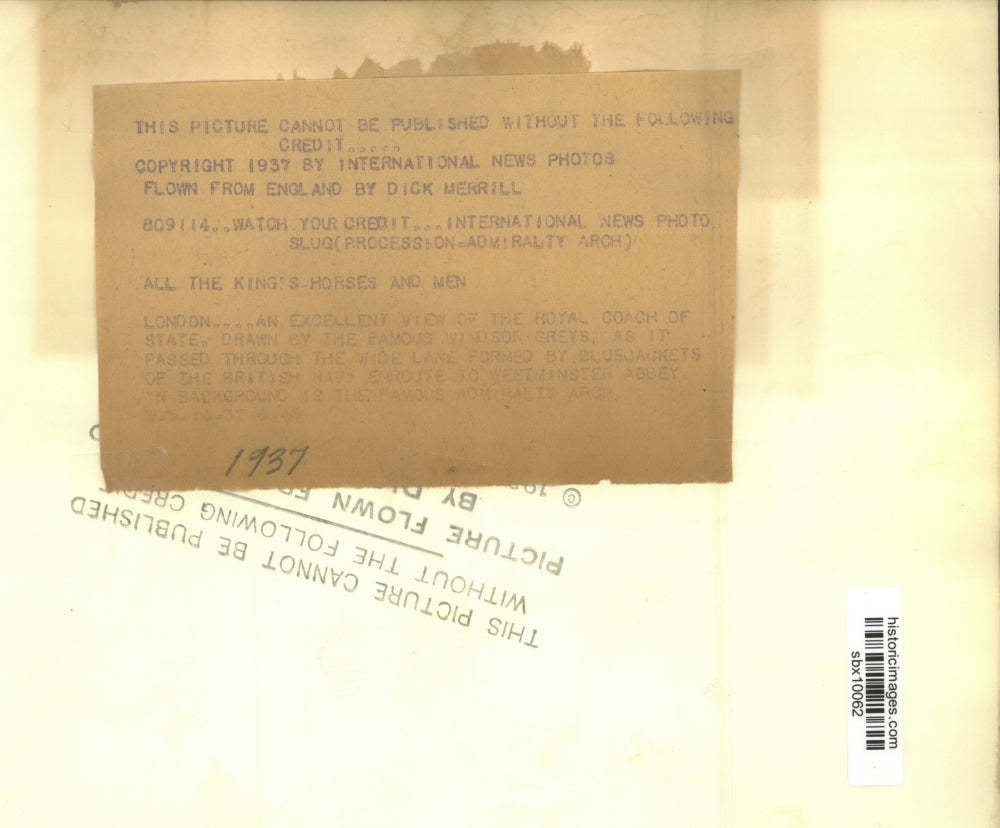 THIS PICTURE CANNOT BE PUBLISHED WITHOUT THE FOLLOWING
CREDIT.....
COPYRIGHT 1937 BY INTERNATIONAL NEWS PHOTOS
FLOWN FROM ENGLAND BY DICK MERRILL
809114..WATCH YOUR CREDIT...INTERNATIONAL NEWS PHOTO
SLUG(PROCESSION-ADMIRALTY ARCH)
ALL THE KING'S HORSES AND MEN
LONDON....AN EXCELLENT VIEW OF THE ROYAL COACH OF
STATE, DRAWN BY THE FAMOUS WINDSOR GREYS, AS IT
PASSED THROUGH THE WIDE LANE FORMED BY BLUEJACKETS
OF THE BRITISH NAVY ENROUTE TO WESTMINSTER ABBEY.
IN BACKGROUND IS THE FAMOUS ADMIRALTY ARCH.
1937
THIS PICTURE CANNOT BE PUBLISHED
WITHOUT THE FOLLOWING
PICTURE FLOWN
BY
©
historicimages.com
sbx10062